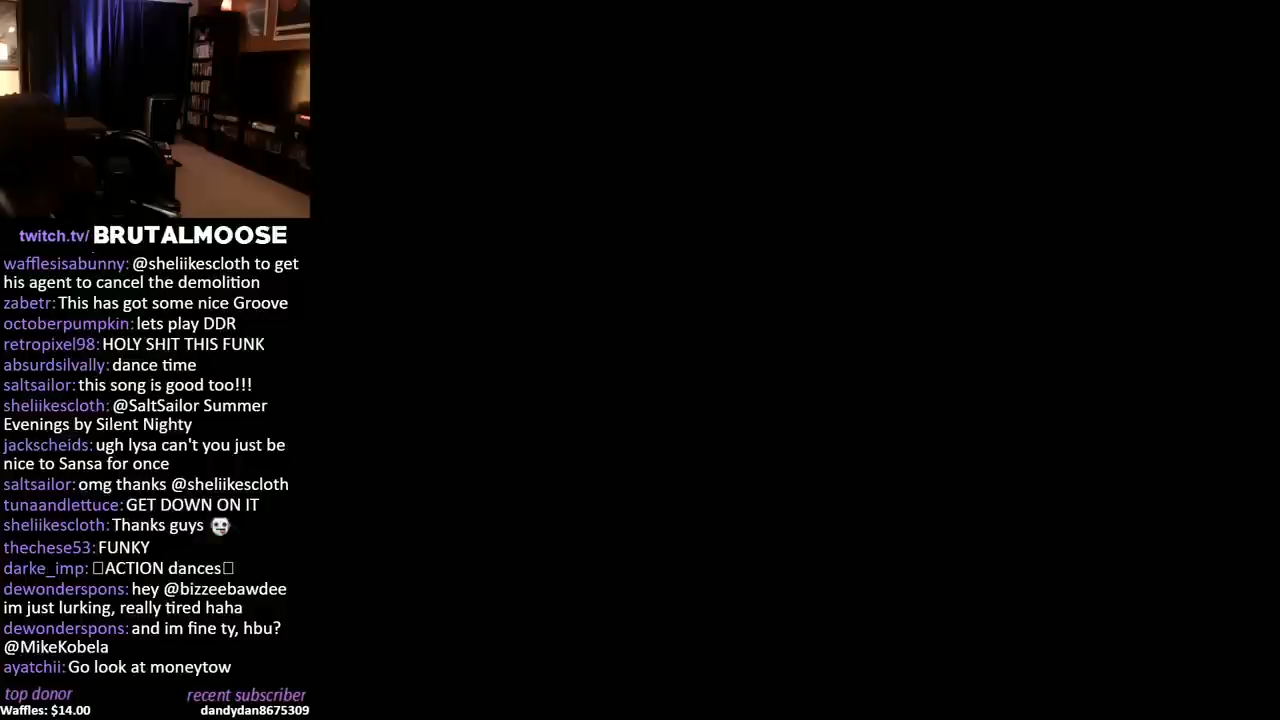 twitch.tv/ BRUTALMOOSE
wafflesisabunny: @sheliikescloth to get
his agent to cancel the demolition
zabetr: This has got some nice Groove
octoberpumpkin: lets play DDR
retropixel98: HOLY SHIT THIS FUNK
absurdsilvally: dance time
saltsailor: this song is good too!!!
sheliikescloth: @SaltSailor Summer
Evenings by Silent Nighty
jackscheids: ugh lysa can't you just be
nice to Sansa for once
saltsailor: omg thanks @sheliikescloth
tunaandlettuce: GET DOWN ON IT
sheliikescloth: Thanks guys
thechese53: FUNKY
darke_imp: □ACTION dances□
dewonderspons: hey @bizzeebawdee
im just lurking, really tired haha
dewonderspons: and im fine ty, hbu?
@MikeKobela
ayatchii: Go look at moneytow
top donor recent subscriber
Waffles: $14.00 dandydan8675309